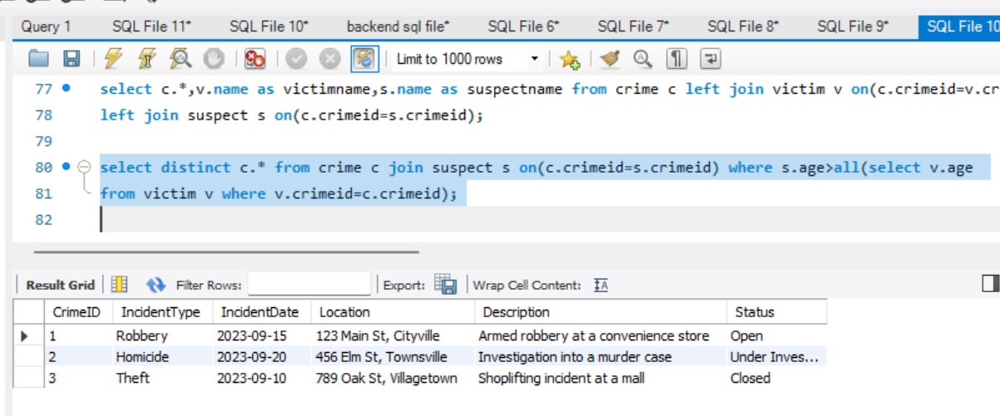 Query 1 SQL File 11* SQL File 10* backend sql file* SQL File 6* SQL File 7* SQL File 8* SQL File 9* SQL File 10
Limit to 1000 rows
77 select c.*,v.name as victimname,s.name as suspectname from crime c left join victim v on(c.crimeid=v.cr
78 left join suspect s on(c.crimeid=s.crimeid);
79
80 select distinct c.* from crime c join suspect s on(c.crimeid=s.crimeid) where s.age>all(select v.age
81 from victim v where v.crimeid=c.crimeid);
82
Result Grid Filter Rows: Export: Wrap Cell Content: IA
CrimeID IncidentType IncidentDate Location Description Status
1 Robbery 2023-09-15 123 Main St, Cityville Armed robbery at a convenience store Open
2 Homicide 2023-09-20 456 Elm St, Townsville Investigation into a murder case Under Inves...
3 Theft 2023-09-10 789 Oak St, Villagetown Shoplifting incident at a mall Closed